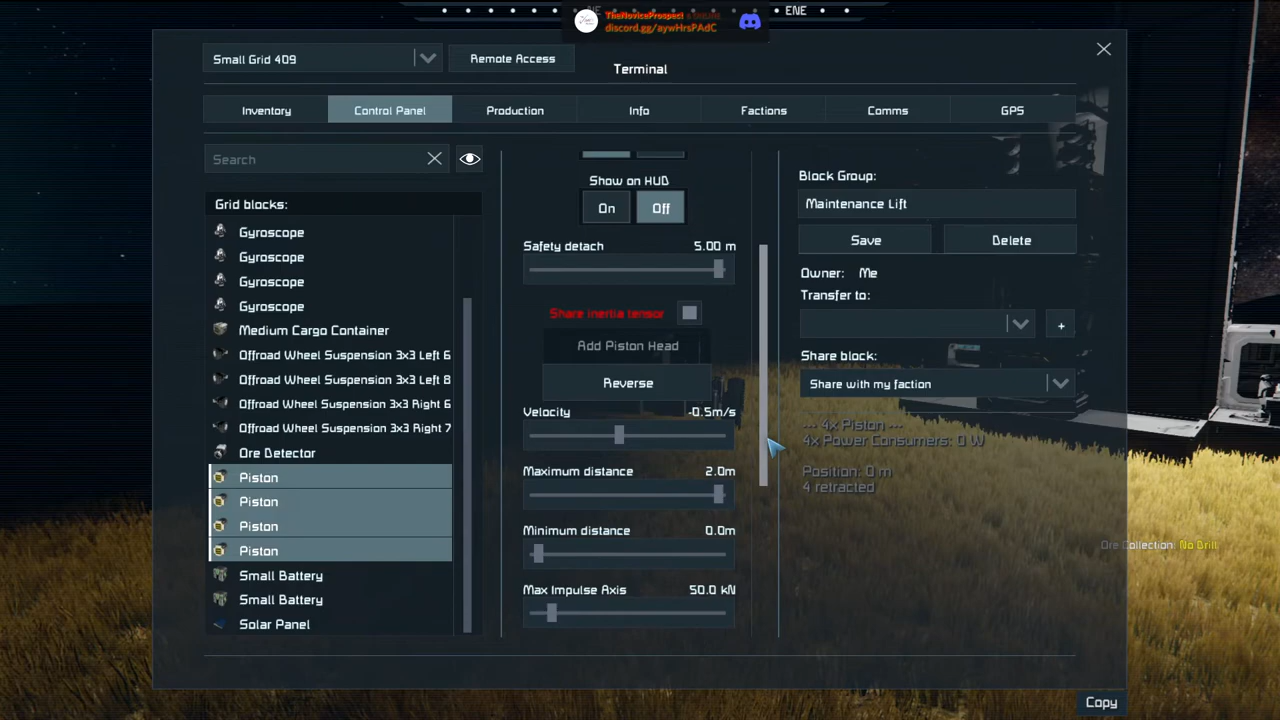 ENE
TheNoviceProspect
discord.gg/aywHrsPAdC
Small Grid 409
Remote Access
Terminal
Inventory
Control Panel
Production
Info
Factions
Comms
GPS
Search
Grid blocks:
Gyroscope
Gyroscope
Gyroscope
Gyroscope
Medium Cargo Container
Offroad Wheel Suspension 3x3 Left 6
Offroad Wheel Suspension 3x3 Left 8
Offroad Wheel Suspension 3x3 Right 6
Offroad Wheel Suspension 3x3 Right 7
Ore Detector
Piston
Piston
Piston
Piston
Small Battery
Small Battery
Solar Panel
Show on HUD
On
Off
Safety detach 5.00 m
Share inertia tensor
Add Piston Head
Reverse
Velocity -0.5m/s
Maximum distance 2.0m
Minimum distance 0.0m
Max Impulse Axis 50.0 kN
Block Group:
Maintenance Lift
Save
Delete
Owner: Me
Transfer to:
+
Share block:
Share with my faction
--- 4x Piston ---
4x Power Consumers: 0 W
Position: 0 m
4 retracted
Ore Collection: No Drill
Copy